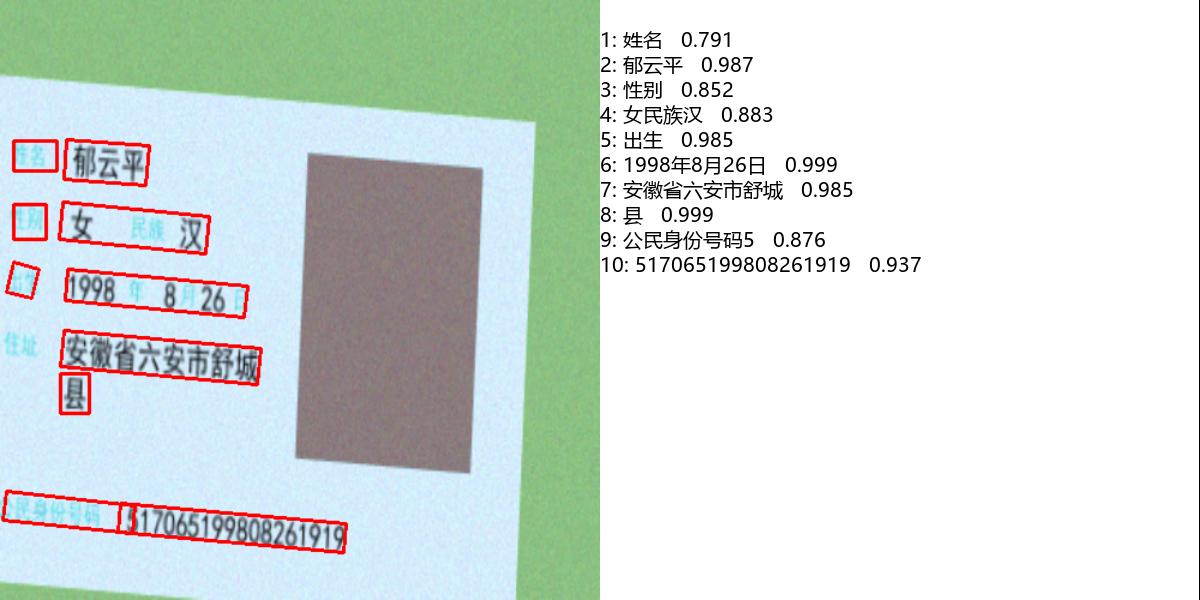 姓名 郁云平
性别 女 民族 汉
出生 1998 年 8 月 26 日
住址 安徽省六安市舒城
县
公民身份号码 517065199808261919
1: 姓名 0.791
2: 郁云平 0.987
3: 性别 0.852
4: 女民族汉 0.883
5: 出生 0.985
6: 1998年8月26日 0.999
7: 安徽省六安市舒城 0.985
8: 县 0.999
9: 公民身份号码5 0.876
10: 517065199808261919 0.937